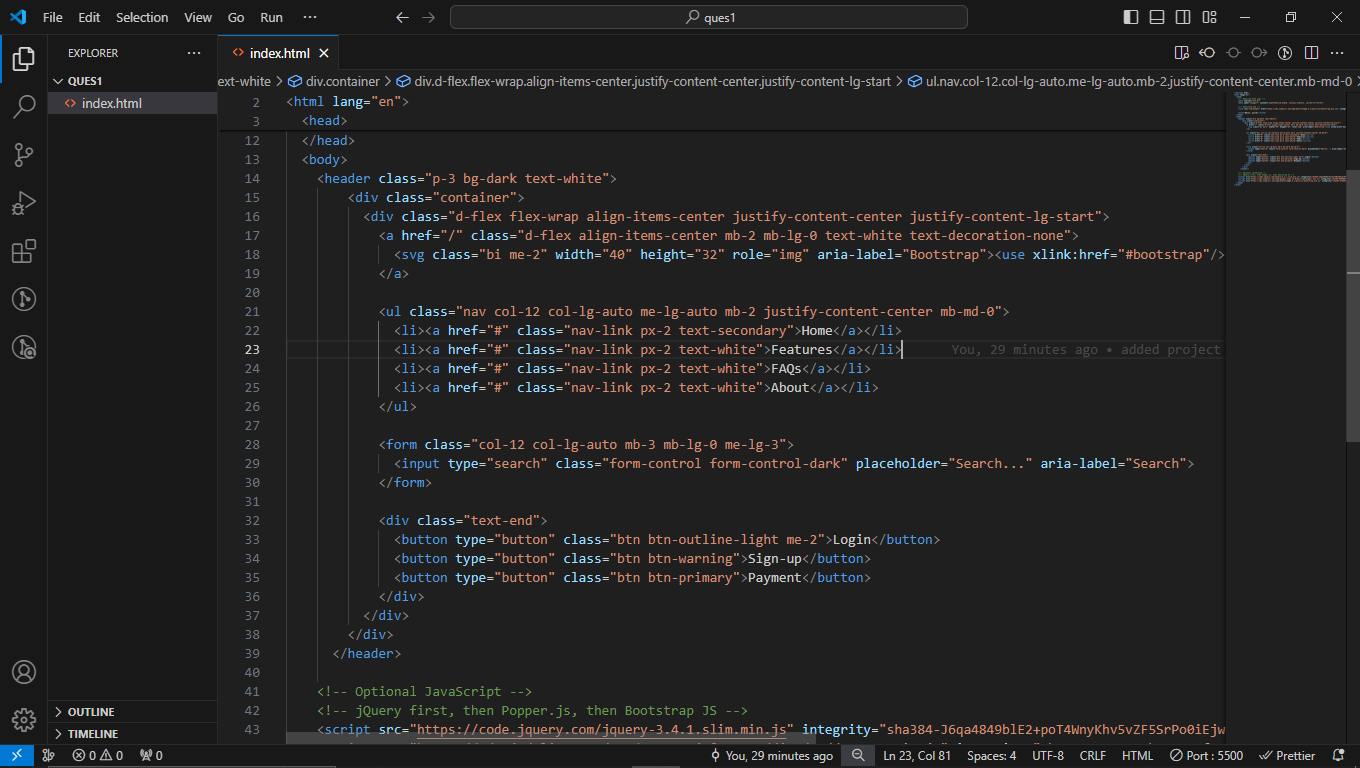 File Edit Selection View Go Run ···
ques1
EXPLORER ···
QUES1
index.html
OUTLINE
TIMELINE
<> index.html ×
ext-white > div.container > div.d-flex.flex-wrap.align-items-center.justify-content-center.justify-content-lg-start > ul.nav.col-12.col-lg-auto.me-lg-auto.mb-2.justify-content-center.mb-md-0
2 <html lang="en">
3 <head>
12 </head>
13 <body>
14 <header class="p-3 bg-dark text-white">
15 <div class="container">
16 <div class="d-flex flex-wrap align-items-center justify-content-center justify-content-lg-start">
17 <a href="/" class="d-flex align-items-center mb-2 mb-lg-0 text-white text-decoration-none">
18 <svg class="bi me-2" width="40" height="32" role="img" aria-label="Bootstrap"><use xlink:href="#bootstrap"/>
19 </a>
20
21 <ul class="nav col-12 col-lg-auto me-lg-auto mb-2 justify-content-center mb-md-0">
22 <li><a href="#" class="nav-link px-2 text-secondary">Home</a></li>
23 <li><a href="#" class="nav-link px-2 text-white">Features</a></li> You, 29 minutes ago • added project
24 <li><a href="#" class="nav-link px-2 text-white">FAQs</a></li>
25 <li><a href="#" class="nav-link px-2 text-white">About</a></li>
26 </ul>
27
28 <form class="col-12 col-lg-auto mb-3 mb-lg-0 me-lg-3">
29 <input type="search" class="form-control form-control-dark" placeholder="Search..." aria-label="Search">
30 </form>
31
32 <div class="text-end">
33 <button type="button" class="btn btn-outline-light me-2">Login</button>
34 <button type="button" class="btn btn-warning">Sign-up</button>
35 <button type="button" class="btn btn-primary">Payment</button>
36 </div>
37 </div>
38 </div>
39 </header>
40
41 <!-- Optional JavaScript -->
42 <!-- jQuery first, then Popper.js, then Bootstrap JS -->
43 <script src="https://code.jquery.com/jquery-3.4.1.slim.min.js" integrity="sha384-J6qa4849blE2+poT4WnyKhv5vZF5SrPo0iEjw
0 0 0 You, 29 minutes ago Ln 23, Col 81 Spaces: 4 UTF-8 CRLF HTML Port : 5500 Prettier